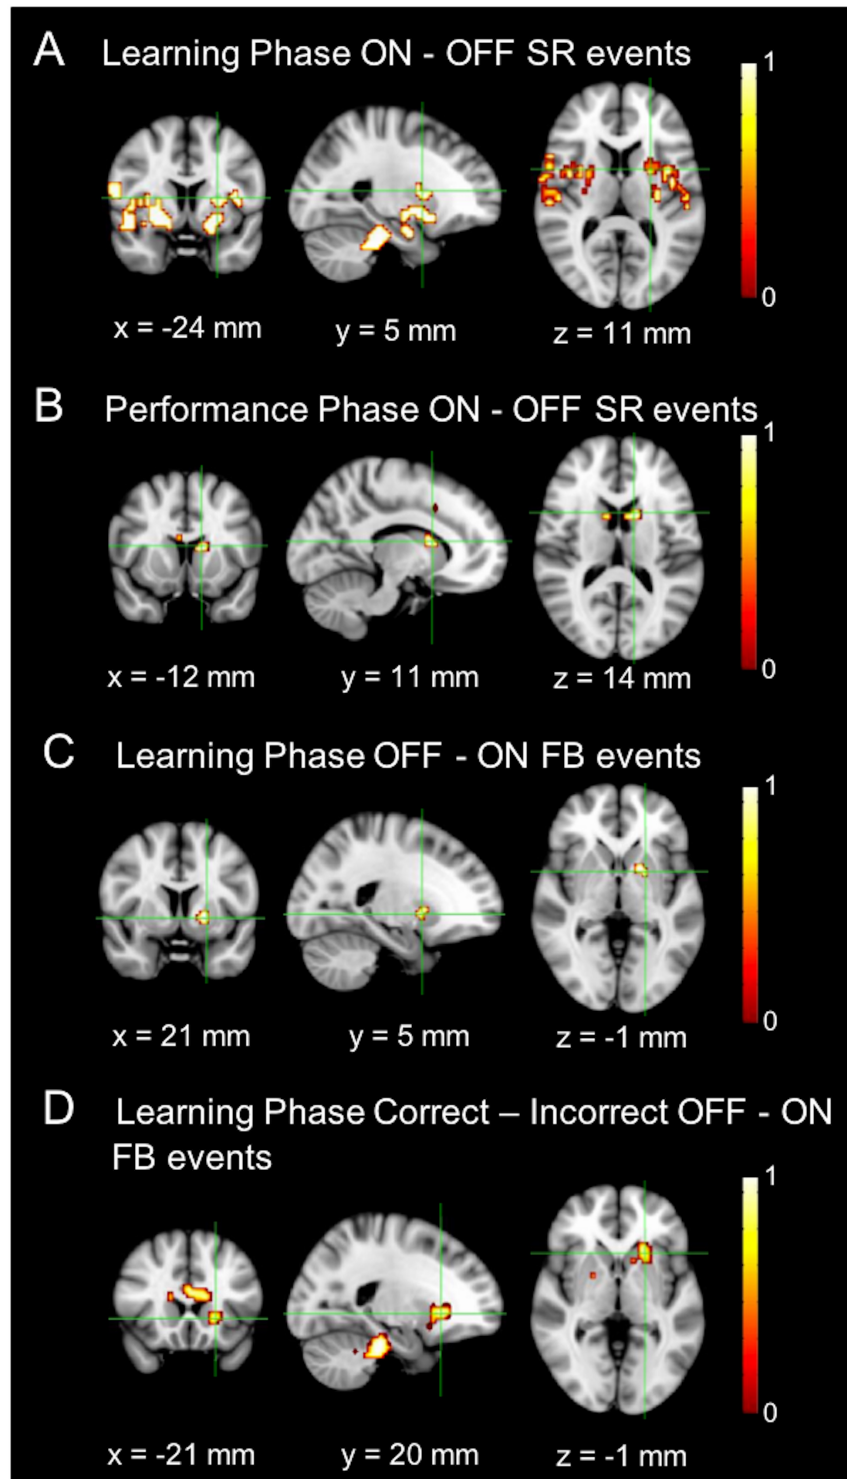 A Learning Phase ON - OFF SR events
1
0
x = -24 mm y = 5 mm z = 11 mm
B Performance Phase ON - OFF SR events
1
0
x = -12 mm y = 11 mm z = 14 mm
C Learning Phase OFF - ON FB events
1
0
x = 21 mm y = 5 mm z = -1 mm
D Learning Phase Correct – Incorrect OFF - ON
FB events
1
0
x = -21 mm y = 20 mm z = -1 mm